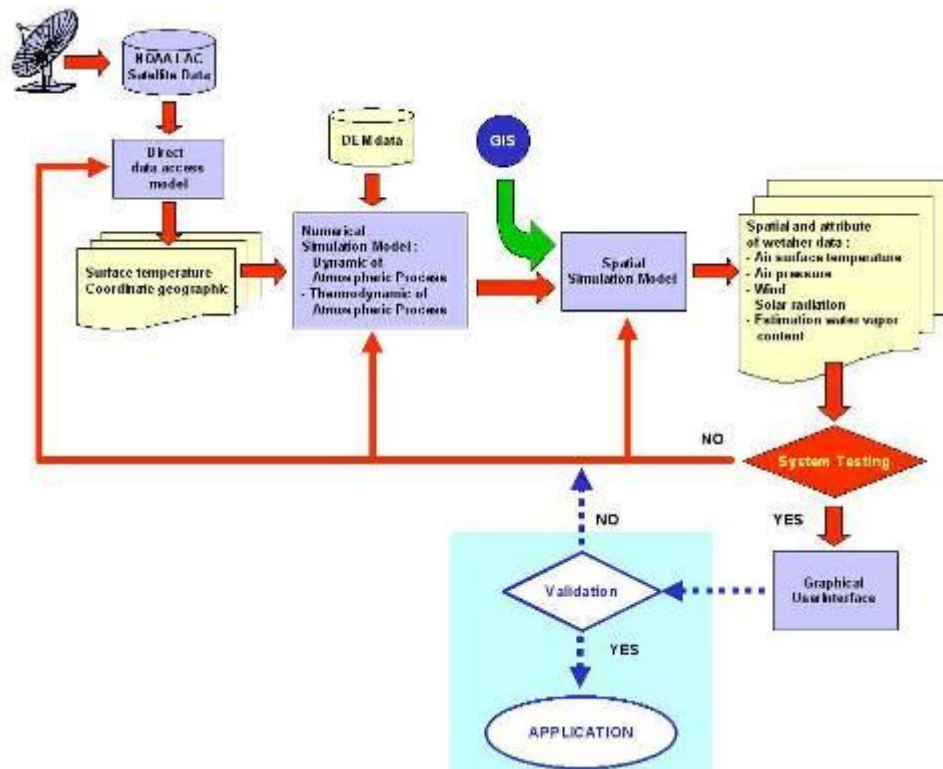 NOAA LAC
Satellite Data
Direct
data access
model
DEM data
GIS
Surface temperature
Coordinate geographic
Numerical
Simulation Model :
Dynamic of
Atmospheric Process
- Thermodynamic of
Atmospheric Process
Spatial
Simulation Model
Spatial and attribute
of wetaher data :
- Air surface temperature
- Air pressure
- Wind
Solar radiation
- Estimation water vapor
content
NO
System Testing
YES
Graphical
UserInterface
NO
Validation
YES
APPLICATION